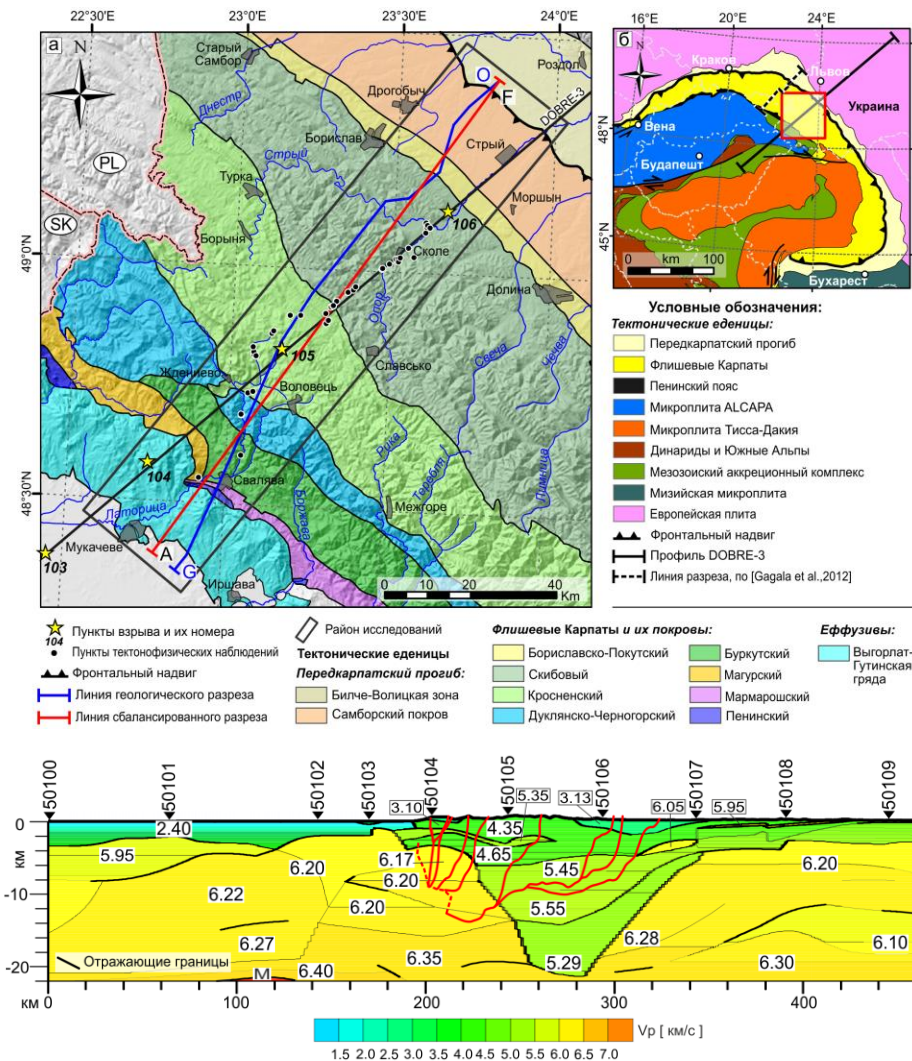 22°30'E
23°0'E
23°30'E
24°0'E
16°E
20°E
24°E
а
N
Старый
Самбор
Днестр
Дрогобыч
Роздол
O
F
DOBRE-3
PL
Борислав
Стрый
Стрый
Турка
Моршын
SK
Борыня
106
Сколе
49°0'N
Долина
Опор
105
Ждениево
Славсько
Свеча
Чечва
Воловець
104
Рика
Теребля
Лимница
Свалява
48°30'N
Латорица
Боржава
Межгоре
Мукачеве
A
103
G
Иршава
0 10 20 40
Km
б
N
Краков
Львов
Украина
48°N
Вена
Будапешт
45°N
км
0 100
Бухарест
Условные обозначения:
Тектонические еденицы:
Передкарпатский прогиб
Флишевые Карпаты
Пенинский пояс
Микроплита ALCAPA
Микроплита Тисса-Дакия
Динариды и Южные Альпы
Мезозоиский аккреционный комплекс
Мизийская микроплита
Европейская плита
Фронтальный надвиг
Профиль DOBRE-3
Линия разреза, по [Gagala et al.,2012]
104
Пункты взрыва и их номера
Пункты тектонофизических наблюдений
Фронтальный надвиг
Линия геологического разреза
Линия сбалансированного разреза
Район исследований
Тектонические еденицы
Передкарпатский прогиб:
Билче-Волицкая зона
Самборский покров
Флишевые Карпаты и их покровы:
Бориславско-Покутский
Скибовый
Кросненский
Дуклянско-Черногорский
Буркутский
Магурский
Мармарошский
Пенинский
Еффузивы:
Выгорлат-
Гутинская
гряда
50100
50101
50102
50103
50104
50105
50106
50107
50108
50109
3.10
5.35
3.13
6.05
5.95
0
км
-10
-20
2.40
4.35
5.95
6.20
6.17
4.65
5.45
6.20
6.22
6.20
6.20
5.55
6.27
6.28
6.10
Отражающие границы
М
6.40
6.35
5.29
6.30
км 0
100
200
300
400
1.5 2.0 2.5 3.0 3.5 4.0 4.5 5.0 5.5 6.0 6.5 7.0
Vp [ км/с ]